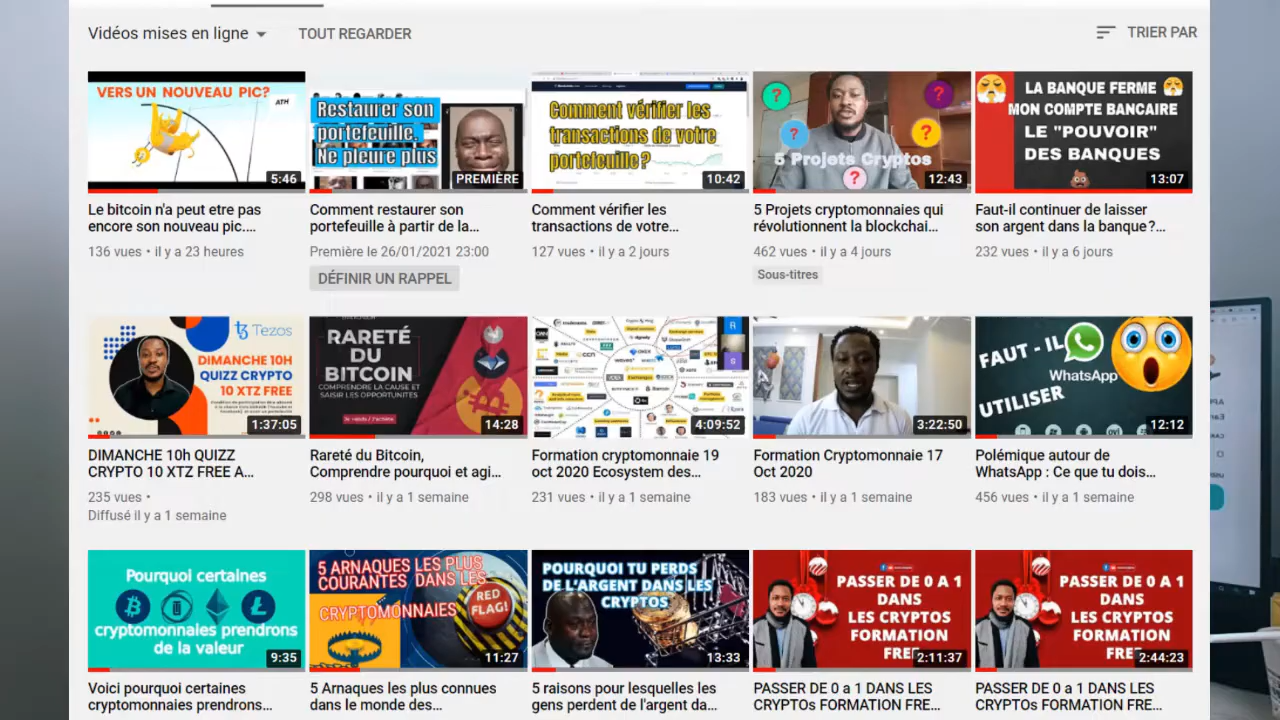 Vidéos mises en ligne
TOUT REGARDER
TRIER PAR
VERS UN NOUVEAU PIC?
ATH
5:46
Le bitcoin n'a peut etre pas
encore son nouveau pic....
136 vues • il y a 23 heures
Restaurer son
portefeuille.
Ne pleure plus
PREMIÈRE
Comment restaurer son
portefeuille à partir de la...
Première le 26/01/2021 23:00
DÉFINIR UN RAPPEL
Comment vérifier les
transactions de votre
portefeuille?
10:42
Comment vérifier les
transactions de votre...
127 vues • il y a 2 jours
5 Projets Cryptos
12:43
5 Projets cryptomonnaies qui
révolutionnent la blockchai...
462 vues • il y a 4 jours
Sous-titres
LA BANQUE FERME
MON COMPTE BANCAIRE
LE "POUVOIR"
DES BANQUES
13:07
Faut-il continuer de laisser
son argent dans la banque?...
232 vues • il y a 6 jours
Tezos
DIMANCHE 10H
QUIZZ CRYPTO
10 XTZ FREE
1:37:05
DIMANCHE 10h QUIZZ
CRYPTO 10 XTZ FREE A...
235 vues •
Diffusé il y a 1 semaine
RARETÉ
DU
BITCOIN
COMPRENDRE LA CAUSE ET
SAISIR LES OPPORTUNITES
14:28
Rareté du Bitcoin,
Comprendre pourquoi et agi...
298 vues • il y a 1 semaine
4:09:52
Formation cryptomonnaie 19
oct 2020 Ecosystem des...
231 vues • il y a 1 semaine
3:22:50
Formation Cryptomonnaie 17
Oct 2020
183 vues • il y a 1 semaine
FAUT - IL
WhatsApp
UTILISER
12:12
Polémique autour de
WhatsApp : Ce que tu dois...
456 vues • il y a 1 semaine
Pourquoi certaines
cryptomonnaies prendrons
de la valeur
9:35
Voici pourquoi certaines
cryptomonnaies prendrons...
5 ARNAQUES LES PLUS
COURANTES DANS LES
CRYPTOMONNAIES
RED
FLAG!
11:27
5 Arnaques les plus connues
dans le monde des...
POURQUOI TU PERDS
DE L'ARGENT DANS LES
CRYPTOS
13:33
5 raisons pour lesquelles les
gens perdent de l'argent da...
PASSER DE 0 A 1
DANS
LES CRYPTOS
FORMATION
FREE
2:11:37
PASSER DE 0 a 1 DANS LES
CRYPTOs FORMATION FRE...
PASSER DE 0 A 1
DANS
LES CRYPTOS
FORMATION
FREE
2:44:23
PASSER DE 0 a 1 DANS LES
CRYPTOs FORMATION FRE...